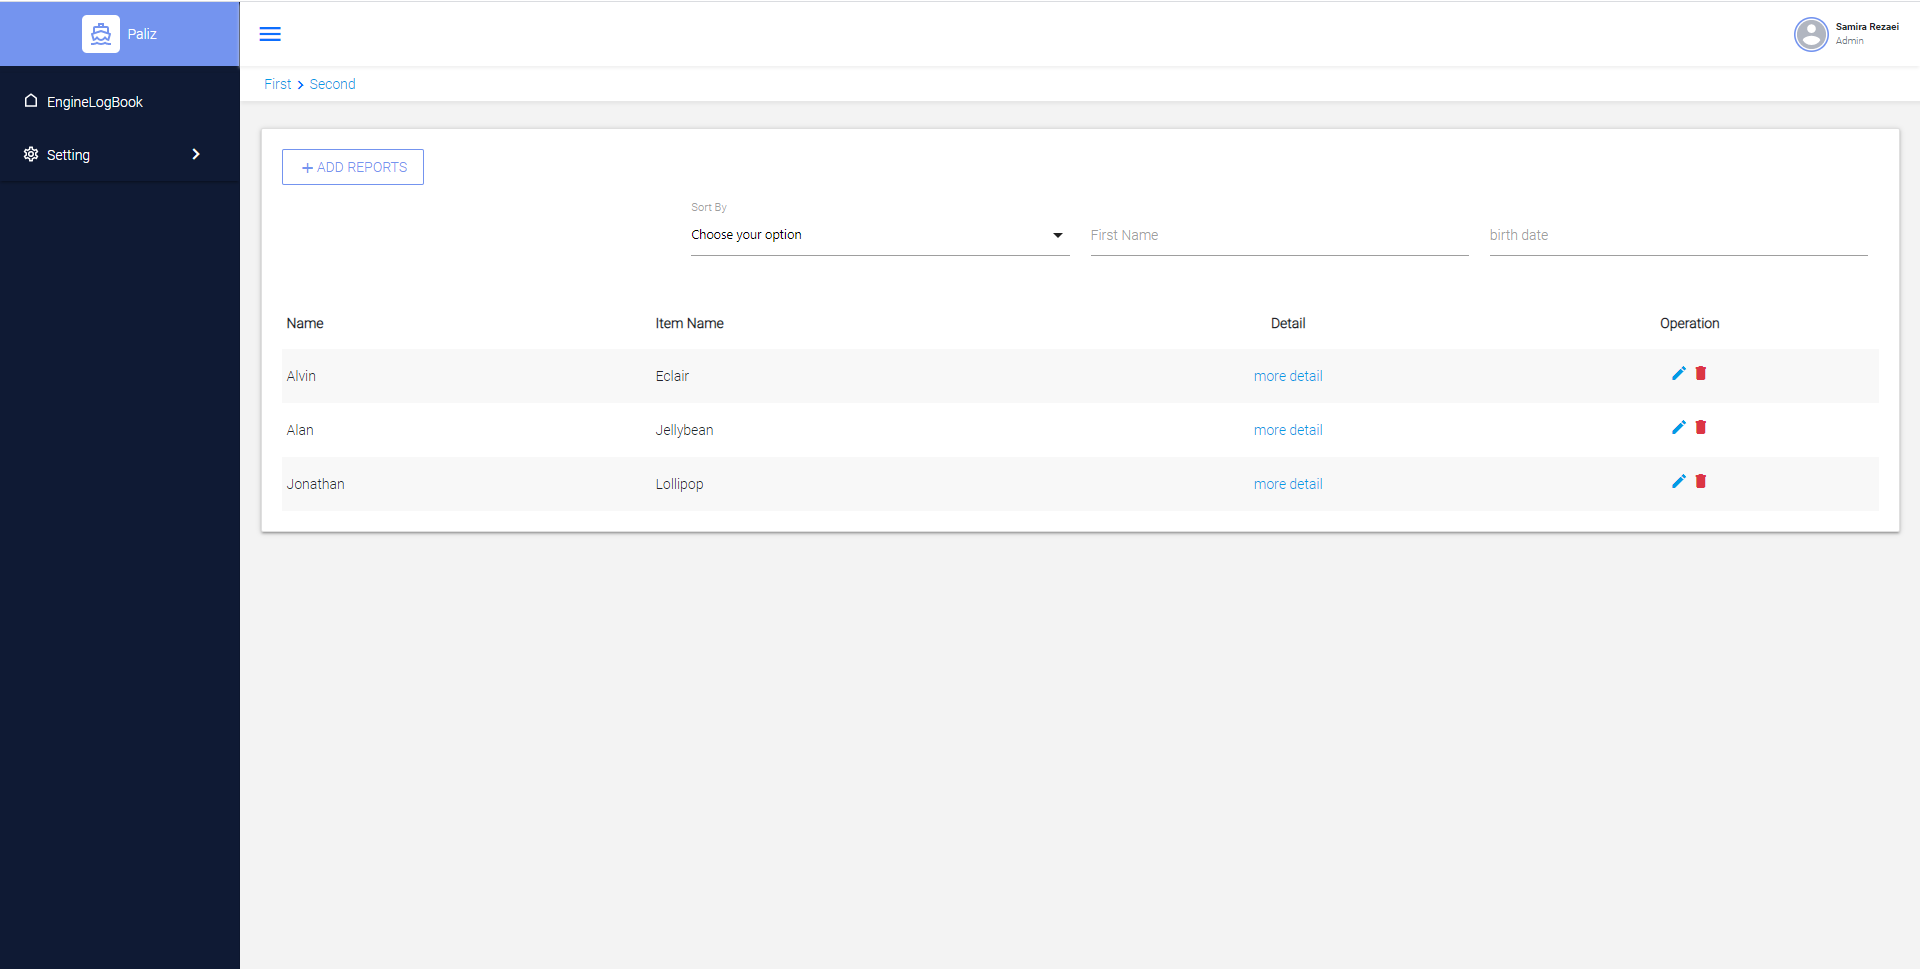 Paliz
Samira Rezaei
Admin
First > Second
EngineLogBook
Setting
+ ADD REPORTS
Sort By
Choose your option
First Name
birth date
Name Item Name Detail Operation
Alvin Eclair more detail
Alan Jellybean more detail
Jonathan Lollipop more detail